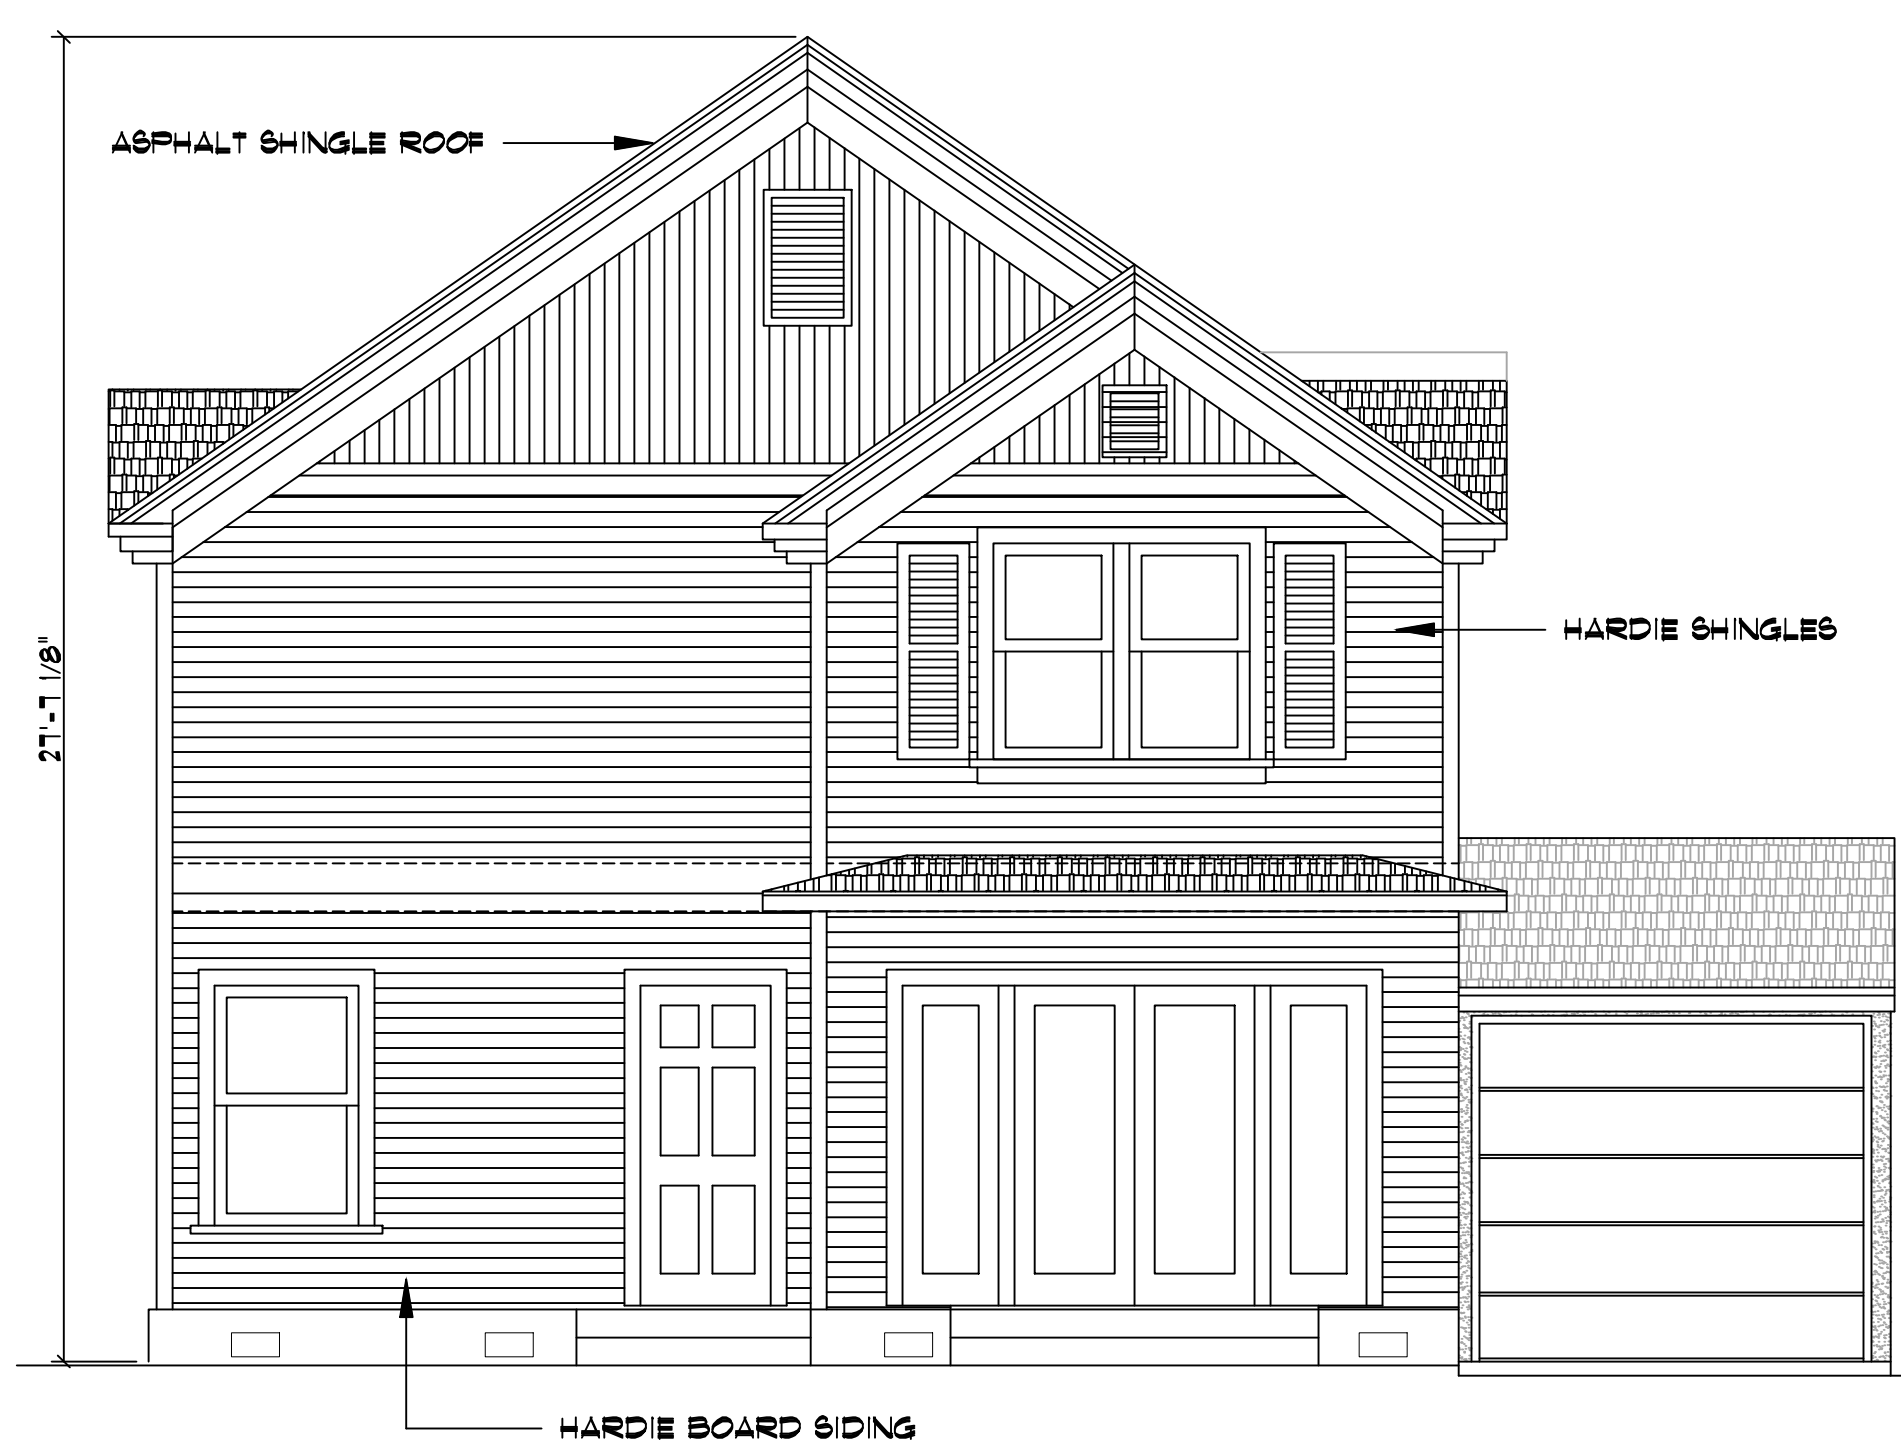 ASPHALT SHINGLE ROOF
HARDIE SHINGLES
27'-7 1/8"
HARDIE BOARD SIDING